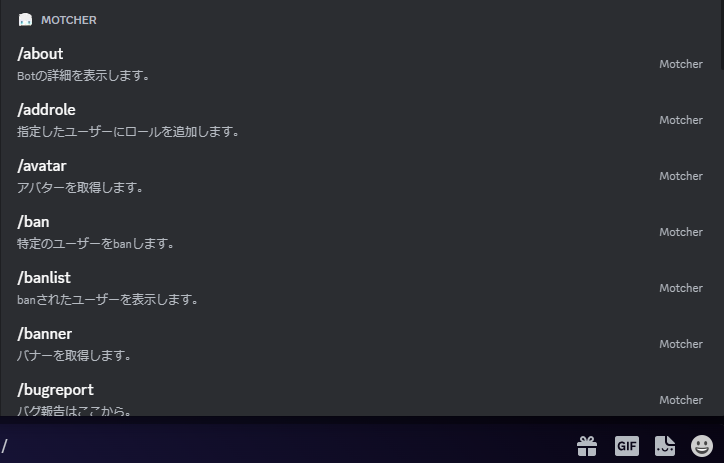 MOTCHER
/about
Botの詳細を表示します。
Motcher
/addrole
指定したユーザーにロールを追加します。
Motcher
/avatar
アバターを取得します。
Motcher
/ban
特定のユーザーをbanします。
Motcher
/banlist
banされたユーザーを表示します。
Motcher
/banner
バナーを取得します。
Motcher
/bugreport
バグ報告はここから。
Motcher
/
GIF